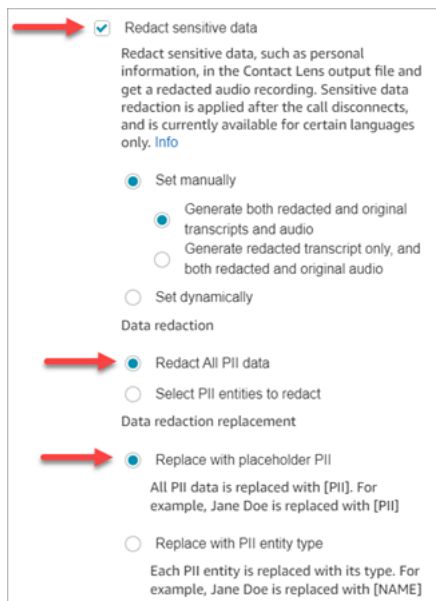 Redact sensitive data
Redact sensitive data, such as personal
information, in the Contact Lens output file and
get a redacted audio recording. Sensitive data
redaction is applied after the call disconnects,
and is currently available for certain languages
only. Info
Set manually
Generate both redacted and original
transcripts and audio
Generate redacted transcript only, and
both redacted and original audio
Set dynamically
Data redaction
Redact All PII data
Select PII entities to redact
Data redaction replacement
Replace with placeholder PII
All PII data is replaced with [PII]. For
example, Jane Doe is replaced with [PII]
Replace with PII entity type
Each PII entity is replaced with its type. For
example, Jane Doe is replaced with [NAME]